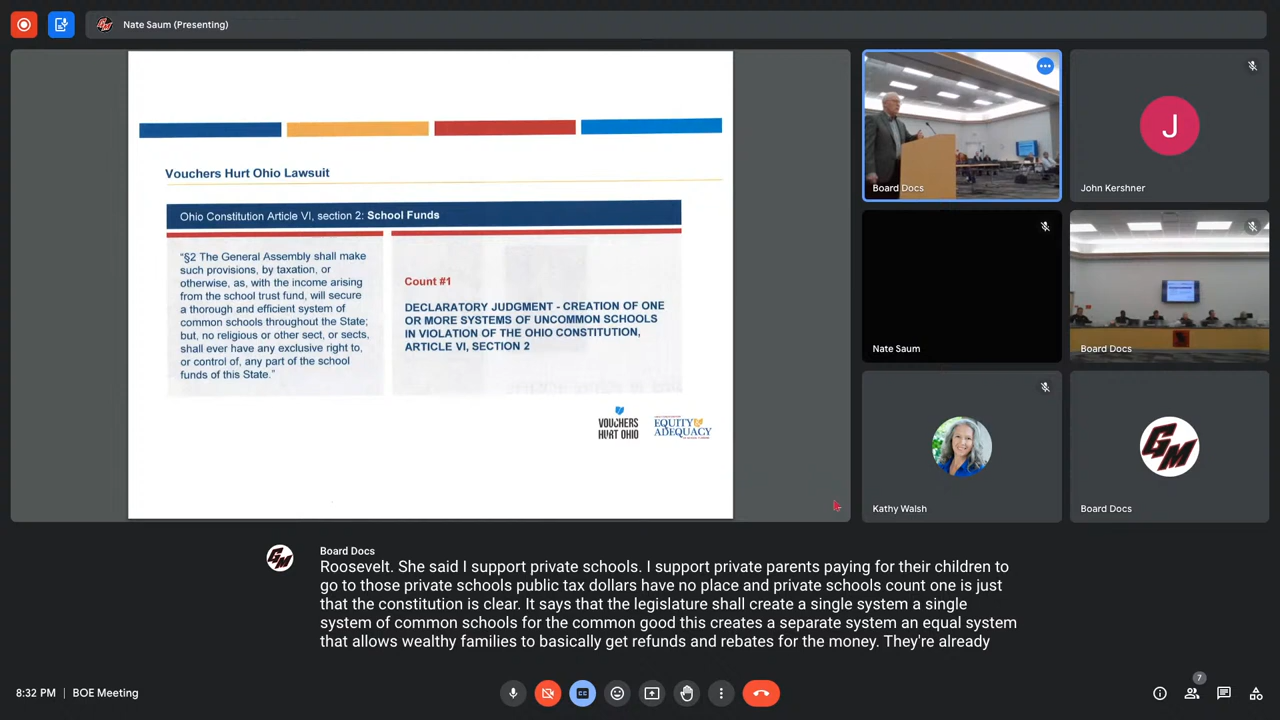 Nate Saum (Presenting)
Vouchers Hurt Ohio Lawsuit
Ohio Constitution Article VI, section 2: School Funds
"§2 The General Assembly shall make
such provisions, by taxation, or
otherwise, as, with the income arising
from the school trust fund, will secure
a thorough and efficient system of
common schools throughout the State;
but, no religious or other sect, or sects,
shall ever have any exclusive right to,
or control of, any part of the school
funds of this State."
Count #1
DECLARATORY JUDGMENT - CREATION OF ONE
OR MORE SYSTEMS OF UNCOMMON SCHOOLS
IN VIOLATION OF THE OHIO CONSTITUTION,
ARTICLE VI, SECTION 2
VOUCHERS
HURT OHIO
EQUITY
ADEQUACY
Board Docs
J
John Kershner
Nate Saum
Board Docs
Kathy Walsh
GM
Board Docs
GM
Board Docs
Roosevelt. She said I support private schools. I support private parents paying for their children to
go to those private schools public tax dollars have no place and private schools count one is just
that the constitution is clear. It says that the legislature shall create a single system a single
system of common schools for the common good this creates a separate system an equal system
that allows wealthy families to basically get refunds and rebates for the money. They're already
8:32 PM | BOE Meeting
CC
7